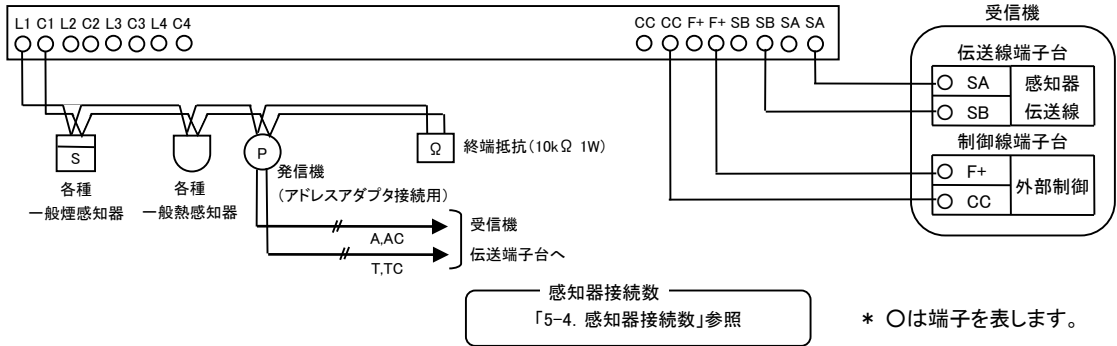 L1 C1 L2 C2 L3 C3 L4 C4
CC CC F+ F+ SB SB SA SA
受信機
伝送線端子台
SA
感知器
SB
伝送線
制御線端子台
F+
外部制御
CC
S
P
Ω
終端抵抗(10kΩ 1W)
各種
一般煙感知器
各種
一般熱感知器
発信機
(アドレスアダプタ接続用)
A,AC
T,TC
受信機
伝送端子台へ
感知器接続数
「5-4. 感知器接続数」参照
* ○は端子を表します。